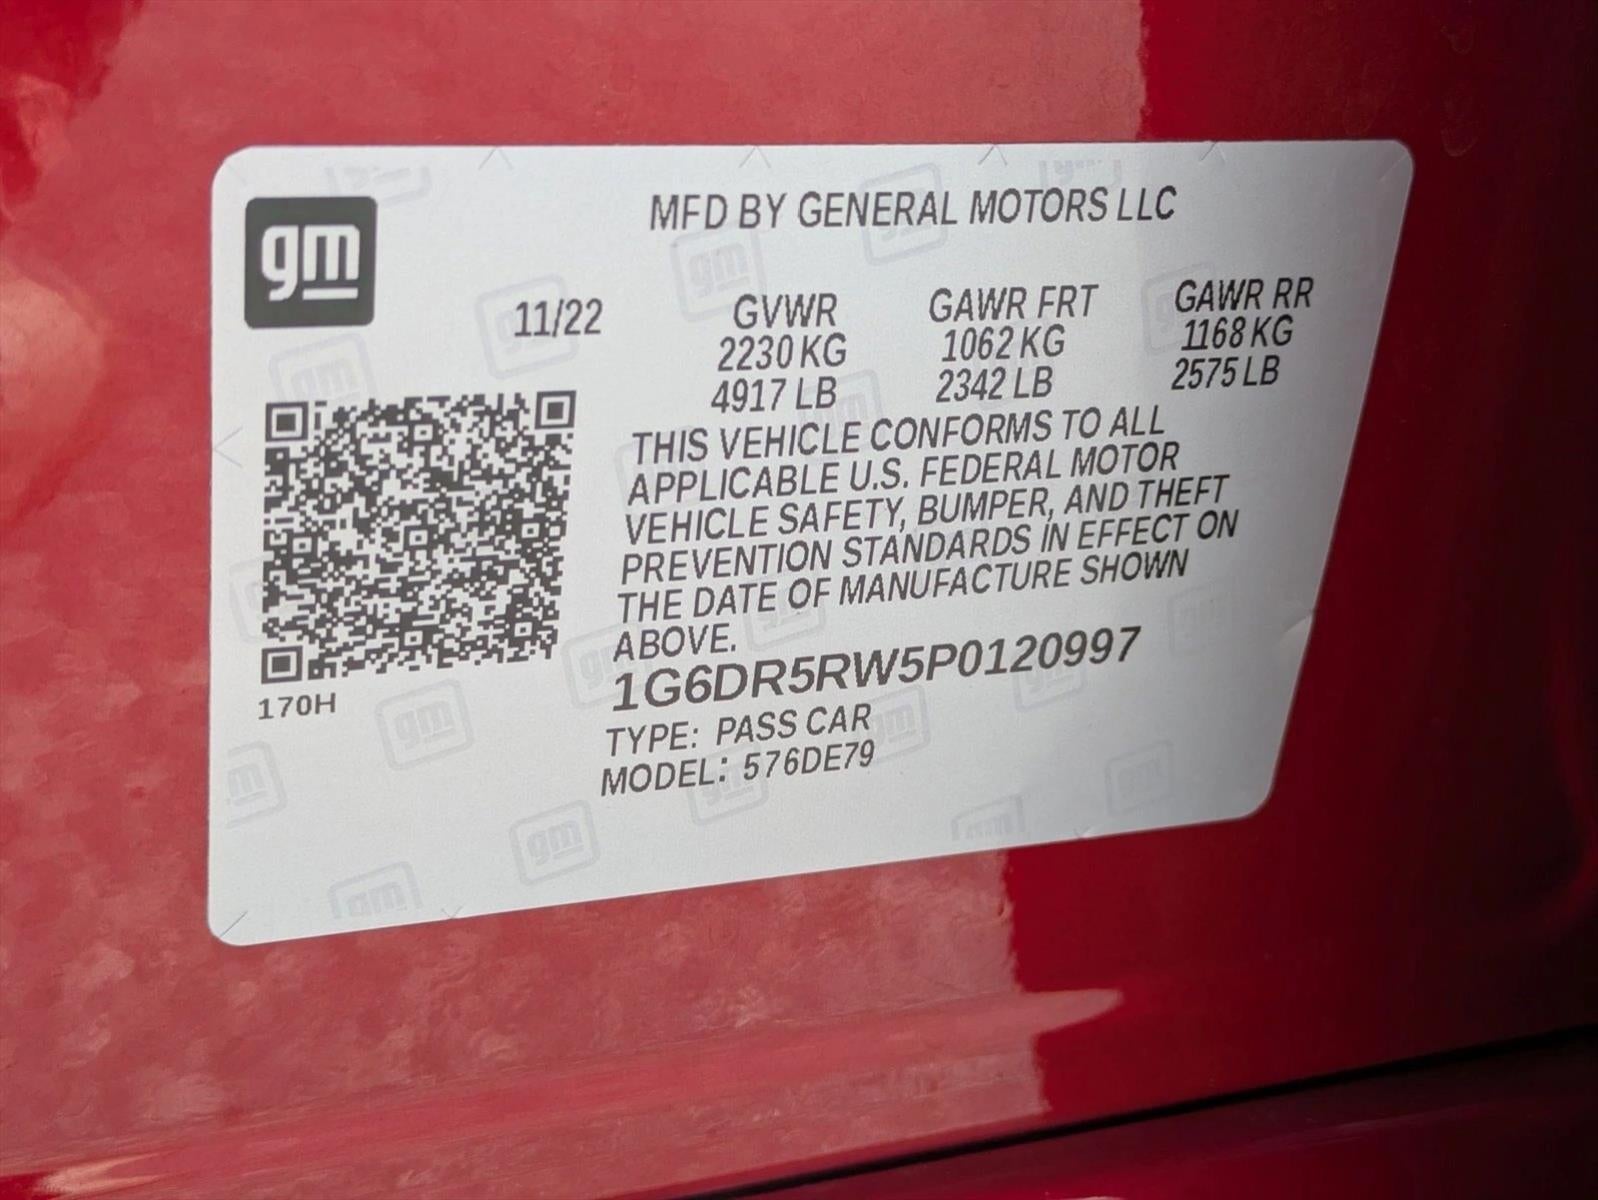 gm
MFD BY GENERAL MOTORS LLC
11/22 GVWR GAWR FRT GAWR RR
2230 KG 1062 KG 1168 KG
4917 LB 2342 LB 2575 LB
THIS VEHICLE CONFORMS TO ALL
APPLICABLE U.S. FEDERAL MOTOR
VEHICLE SAFETY, BUMPER, AND THEFT
PREVENTION STANDARDS IN EFFECT ON
THE DATE OF MANUFACTURE SHOWN
ABOVE.
1G6DR5RW5P0120997
170H
TYPE: PASS CAR
MODEL: 576DE79